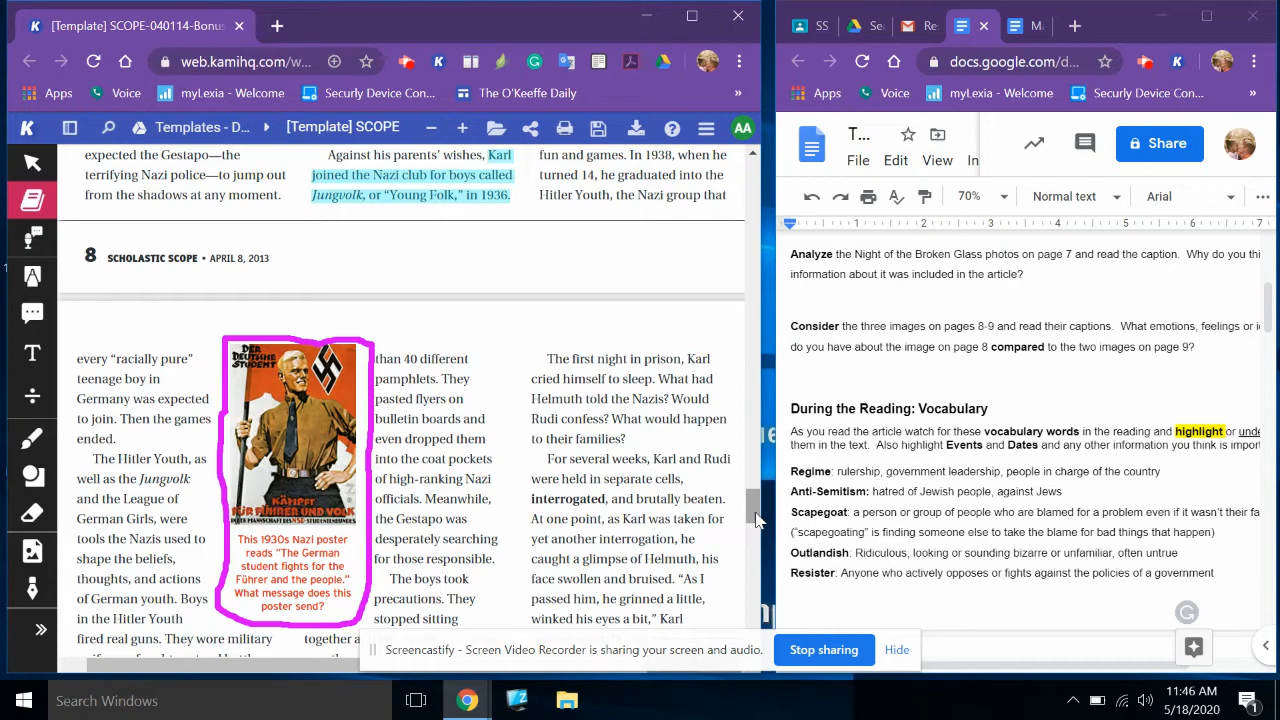 [Template] SCOPE-040114-Bonus
web.kamihq.com/w...
Apps
Voice
myLexia - Welcome
Securly Device Con...
The O'Keeffe Daily
»
Templates - D...
[Template] SCOPE
AA
expected the Gestapo—the
terrifying Nazi police—to jump out
from the shadows at any moment.
Against his parents' wishes, Karl
joined the Nazi club for boys called
Jungvolk, or “Young Folk,” in 1936.
fun and games. In 1938, when he
turned 14, he graduated into the
Hitler Youth, the Nazi group that
8 SCHOLASTIC SCOPE • APRIL 8, 2013
every “racially pure”
teenage boy in
Germany was expected
to join. Then the games
ended.
The Hitler Youth, as
well as the Jungvolk
and the League of
German Girls, were
tools the Nazis used to
shape the beliefs,
thoughts, and actions
of German youth. Boys
in the Hitler Youth
fired real guns. They wore military
DER
DEUTSCHE
STUDENT
KÄMPFT
FÜR FÜHRER UND VOLK
IN DER MANNSCHAFT DES NSD-STUDENTENBUNDES
This 1930s Nazi poster
reads “The German
student fights for the
Führer and the people.”
What message does this
poster send?
together a
than 40 different
pamphlets. They
pasted flyers on
bulletin boards and
even dropped them
into the coat pockets
of high-ranking Nazi
officials. Meanwhile,
the Gestapo was
desperately searching
for those responsible.
The boys took
precautions. They
stopped sitting
The first night in prison, Karl
cried himself to sleep. What had
Helmuth told the Nazis? Would
Rudi confess? What would happen
to their families?
For several weeks, Karl and Rudi
were held in separate cells,
interrogated, and brutally beaten.
At one point, as Karl was taken for
yet another interrogation, he
caught a glimpse of Helmuth, his
face swollen and bruised. “As I
passed him, he grinned a little,
winked his eyes a bit,” Karl
SS
Se
Re
M
docs.google.com/d...
Apps
Voice
myLexia - Welcome
Securly Device Con...
»
T...
File Edit View In
Share
70%
Normal text
Arial
1 2 3 4 5 6 7
Analyze the Night of the Broken Glass photos on page 7 and read the caption. Why do you thi
information about it was included in the article?
Consider the three images on pages 8-9 and read their captions. What emotions, feelings or i
do you have about the image on page 8 compared to the two images on page 9?
During the Reading: Vocabulary
As you read the article watch for these vocabulary words in the reading and highlight or unde
them in the text. Also highlight Events and Dates and any other information you think is import
Regime: rulership, government leadership, people in charge of the country
Anti-Semitism: hatred of Jewish people, against Jews
Scapegoat: a person or group of people who are blamed for a problem even if it wasn't their fa
(“scapegoating” is finding someone else to take the blame for bad things that happen)
Outlandish: Ridiculous, looking or sounding bizarre or unfamiliar, often untrue
Resister: Anyone who actively opposes or fights against the policies of a government
Screencastify - Screen Video Recorder is sharing your screen and audio.
Stop sharing
Hide
Search Windows
11:46 AM
5/18/2020
1